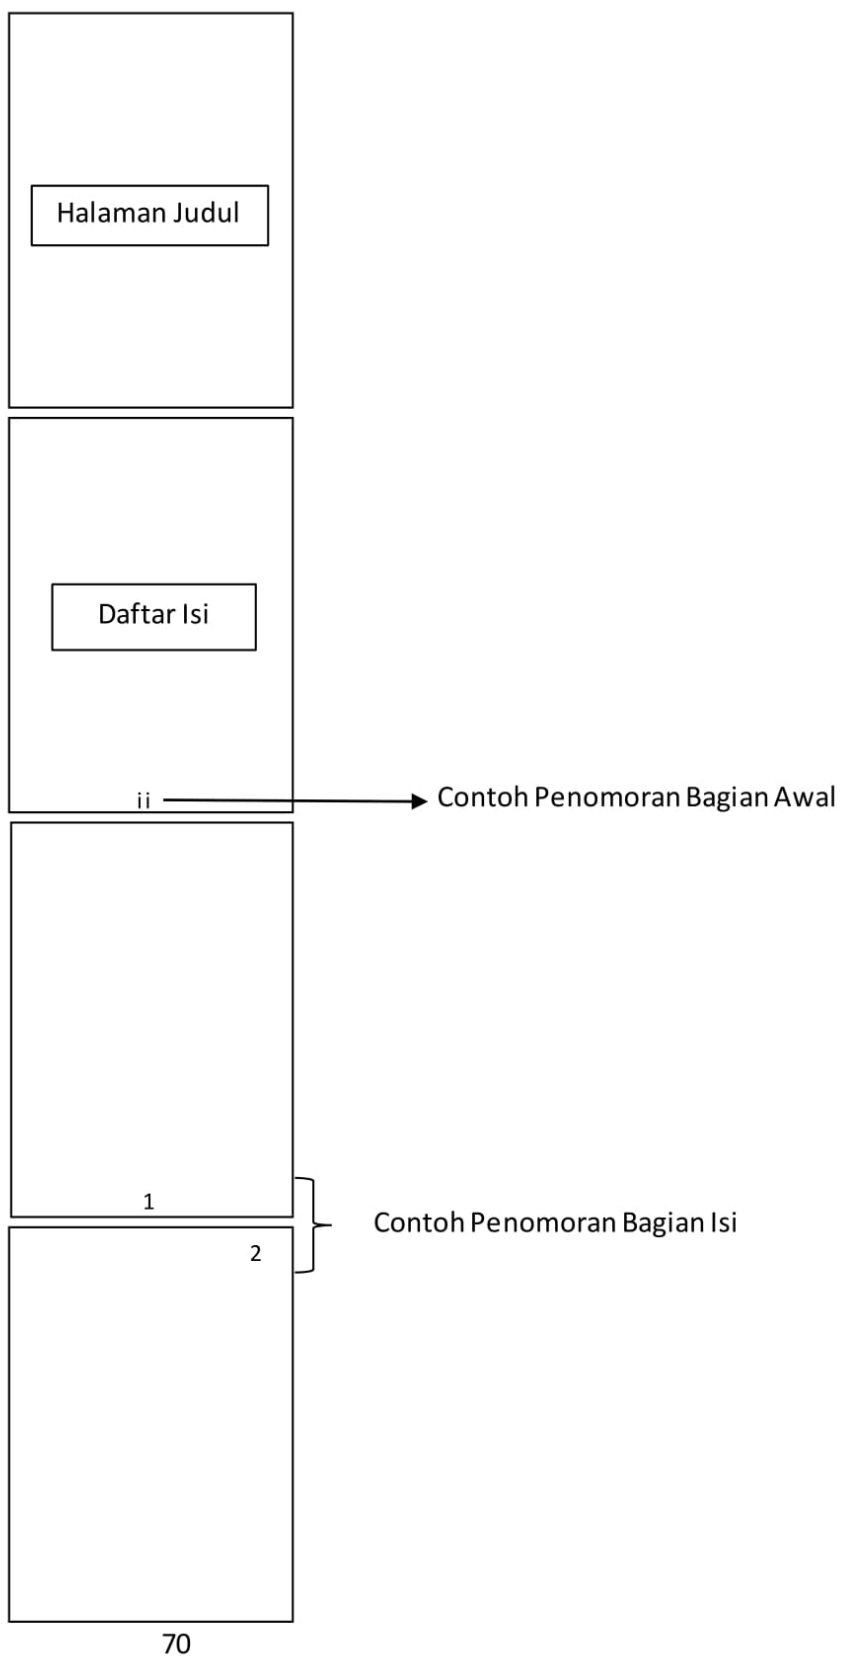 Halaman Judul
Daftar Isi
ii
Contoh Penomoran Bagian Awal
1
Contoh Penomoran Bagian Isi
2
70